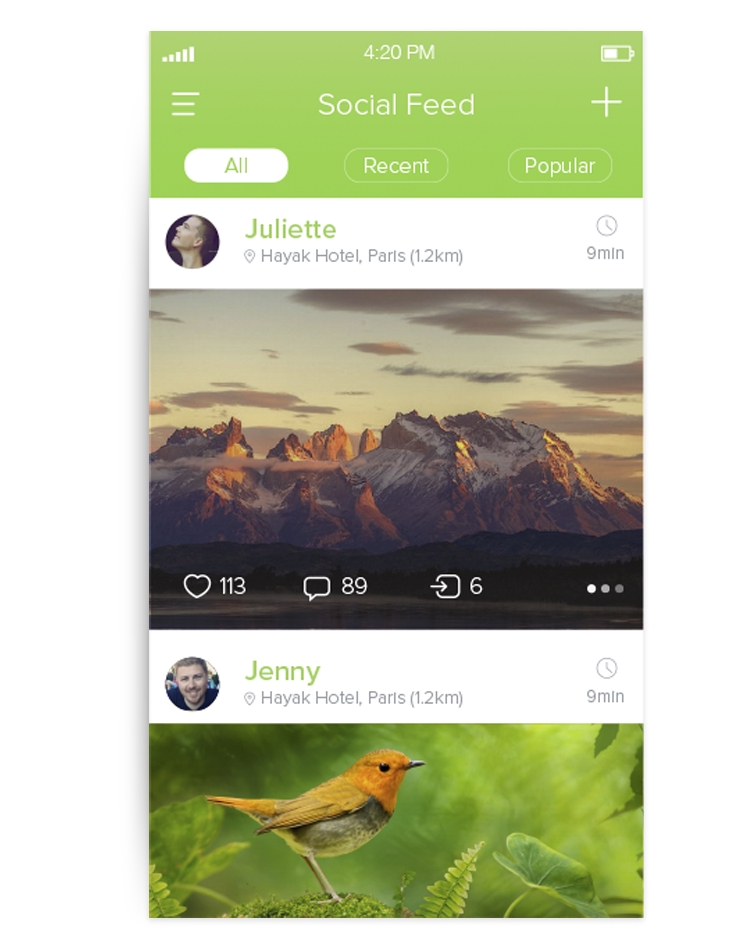 4:20 PM
Social Feed
All
Recent
Popular
Juliette
Hayak Hotel, Paris (1.2km)
9min
113
89
6
Jenny
Hayak Hotel, Paris (1.2km)
9min